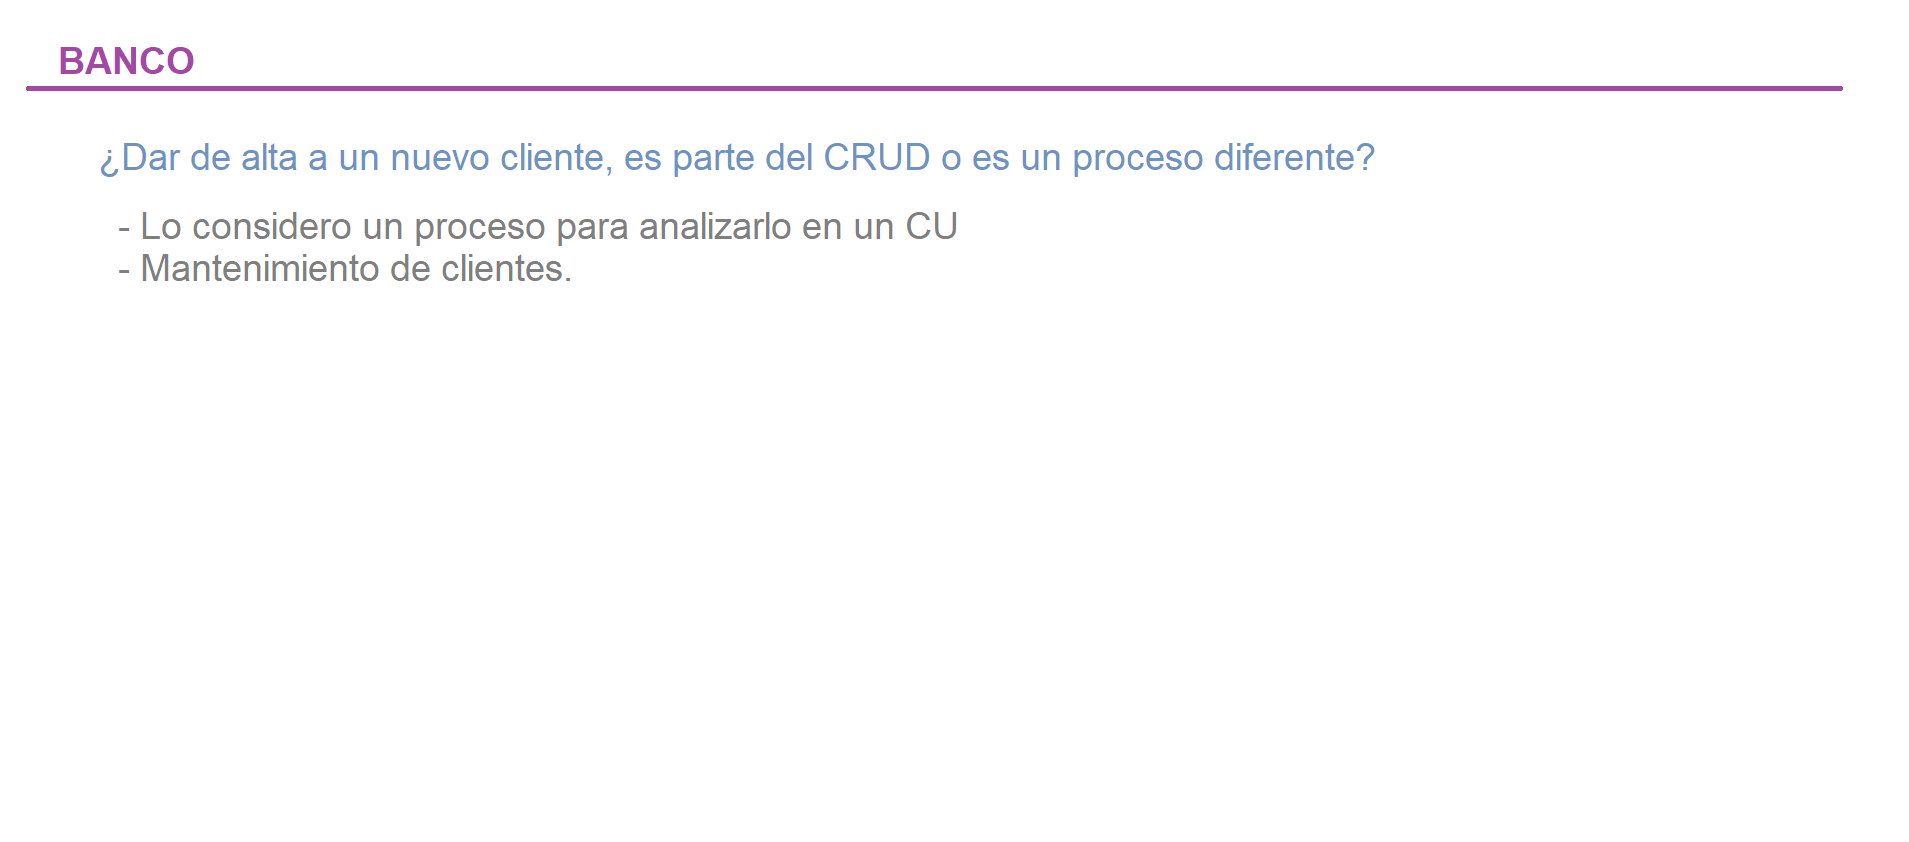 BANCO
¿Dar de alta a un nuevo cliente, es parte del CRUD o es un proceso diferente?
- Lo considero un proceso para analizarlo en un CU
- Mantenimiento de clientes.